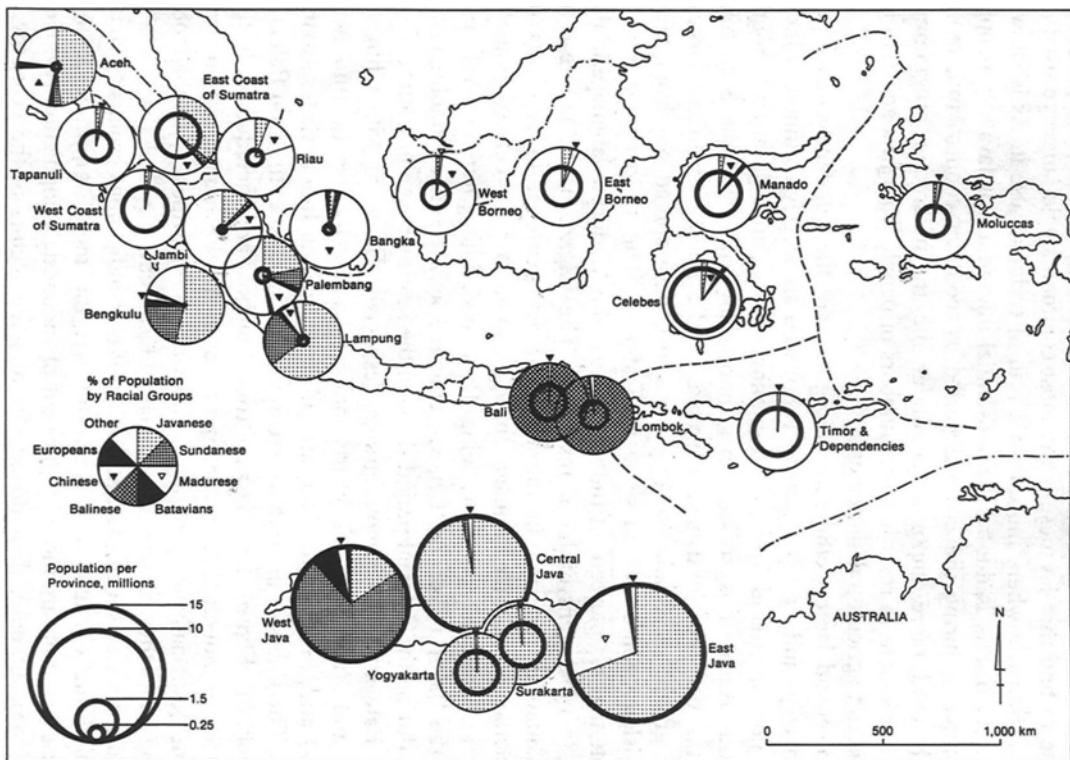 Aceh
East Coast
of Sumatra
Tapanuli
Riau
West Coast
of Sumatra
Jambi
Bangka
Palembang
Bengkulu
Lampung
West
Borneo
East
Borneo
Manado
Moluccas
Celebes
Bali
Lombok
Timor &
Dependencies
% of Population
by Racial Groups
Other
Javanese
Europeans
Sundanese
Chinese
Madurese
Balinese
Batavians
Population per
Province, millions
15
10
1.5
0.25
West
Java
Central
Java
Yogyakarta
Surakarta
East
Java
AUSTRALIA
N
0 500 1,000 km